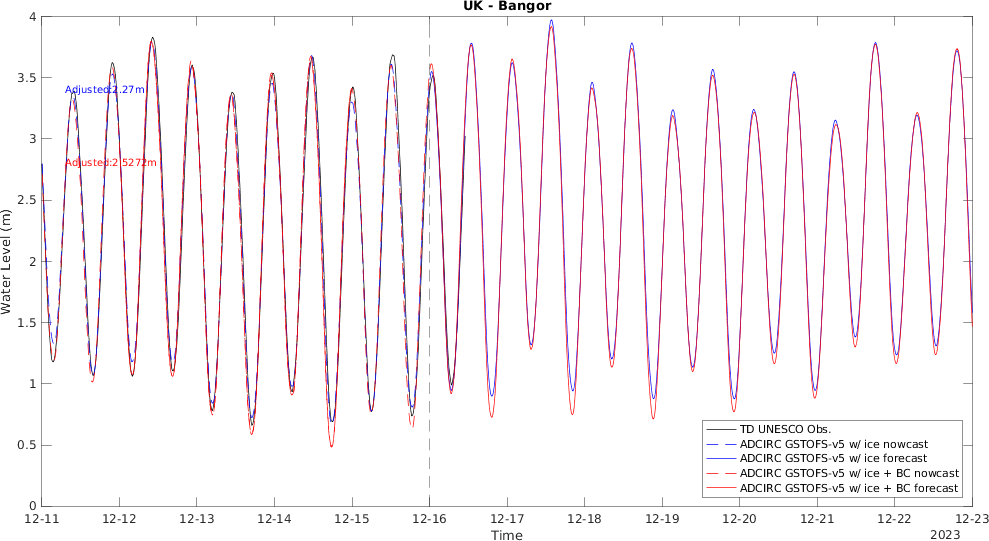 UK - Bangor
4
3.5
3
2.5
2
1.5
1
0.5
0
Water Level (m)
Adjusted:2.27m
Adjusted:2.5272m
TD UNESCO Obs.
ADCIRC GSTOFS-v5 w/ ice nowcast
ADCIRC GSTOFS-v5 w/ ice forecast
ADCIRC GSTOFS-v5 w/ ice + BC nowcast
ADCIRC GSTOFS-v5 w/ ice + BC forecast
12-11 12-12 12-13 12-14 12-15 12-16 12-17 12-18 12-19 12-20 12-21 12-22 12-23
Time
2023